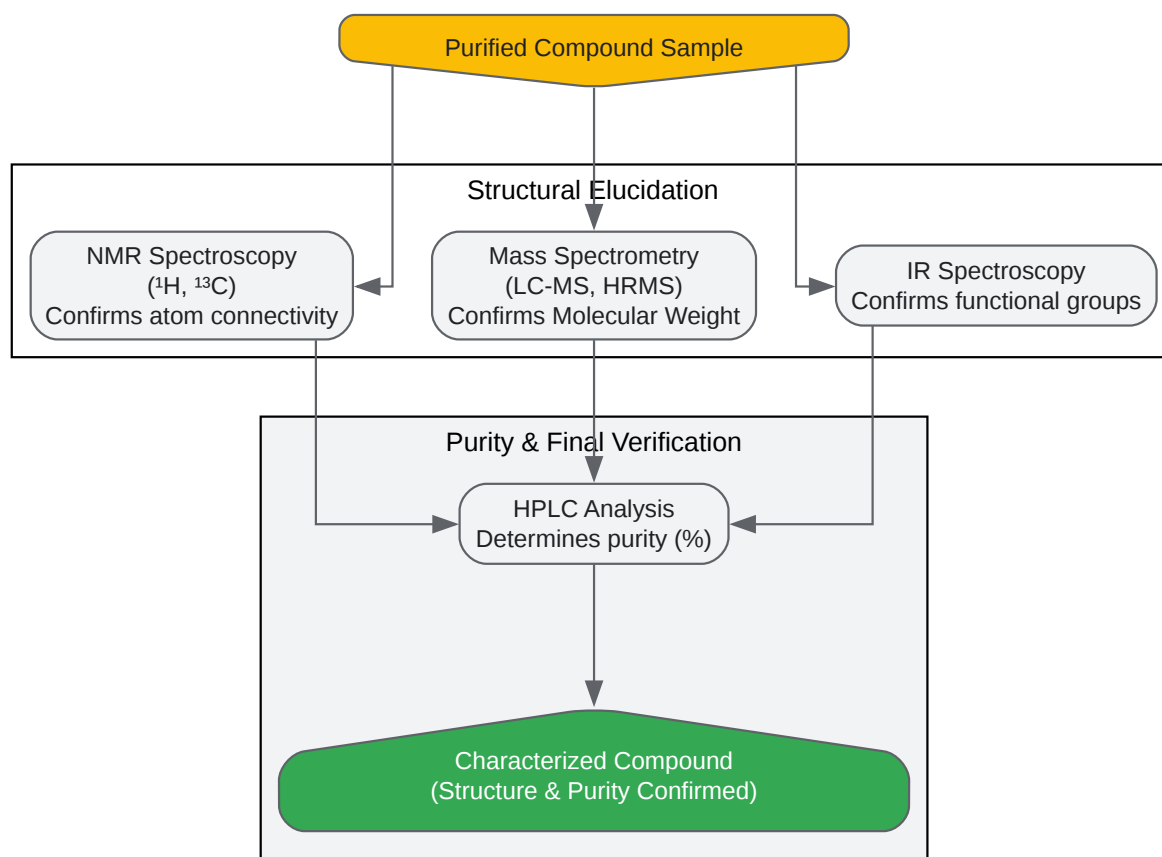 Purified Compound Sample
Structural Elucidation
NMR Spectroscopy
(¹H, ¹³C)
Confirms atom connectivity
Mass Spectrometry
(LC-MS, HRMS)
Confirms Molecular Weight
IR Spectroscopy
Confirms functional groups
Purity & Final Verification
HPLC Analysis
Determines purity (%)
Characterized Compound
(Structure & Purity Confirmed)